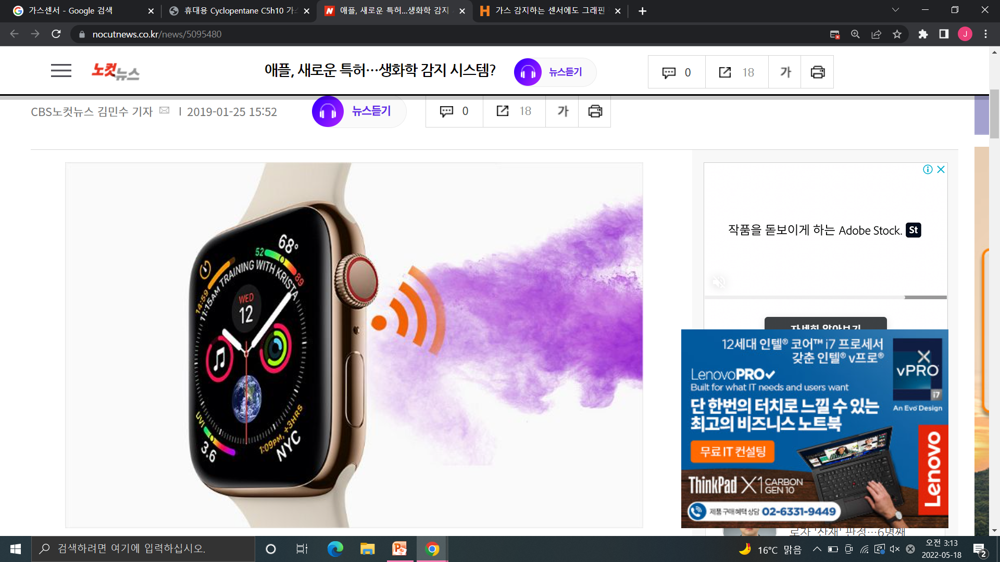 가스센서 - Google 검색
휴대용 Cyclopentane C5h10 가스
애플, 새로운 특허…생화학 감지
가스 감지하는 센서에도 그래핀
nocutnews.co.kr/news/5095480
J
노컷뉴스
애플, 새로운 특허…생화학 감지 시스템?
뉴스듣기
0
18
가
CBS노컷뉴스 김민수 기자
2019-01-25 15:52
뉴스듣기
0
18
가
68°
52
89
14:59
11:15AM TRAINING WITH KRISTA
WED
12
UVI
3.6
1:09PM, +3HRS
NYC
작품을 돋보이게 하는 Adobe Stock. St
자세히 알아보기
12세대 인텔® 코어™ i7 프로세서
갖춘 인텔® v프로®
vPRO
i7
An Evo Design
LenovoPRO
Built for what IT needs and users want
단 한번의 터치로 느낄 수 있는
최고의 비즈니스 노트북
무료 IT 컨설팅
ThinkPad X1 CARBON
GEN 10
Lenovo
제품 구매 혜택 상담 02-6331-9449
로자 '산재' 판정…6명째
검색하려면 여기에 입력하십시오.
16°C 맑음
오전 3:13
2022-05-18
2